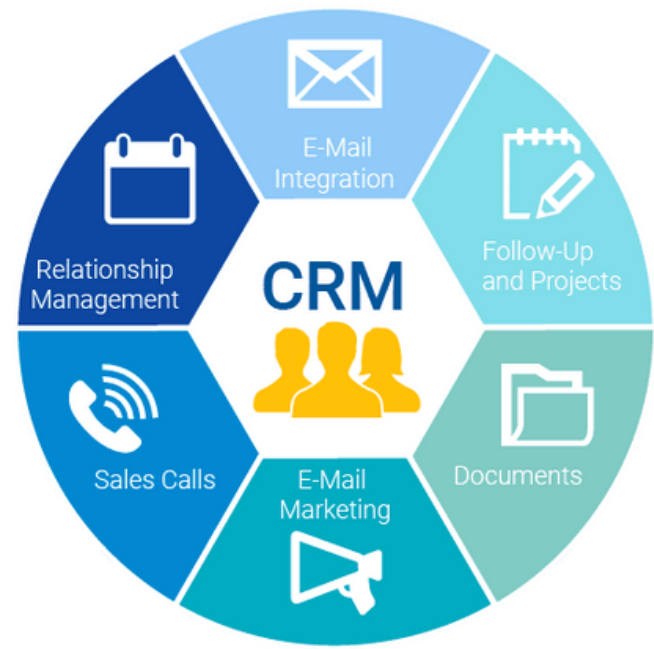 E-Mail
Integration
Follow-Up
and Projects
Relationship
Management
CRM
Sales Calls
E-Mail
Marketing
Documents